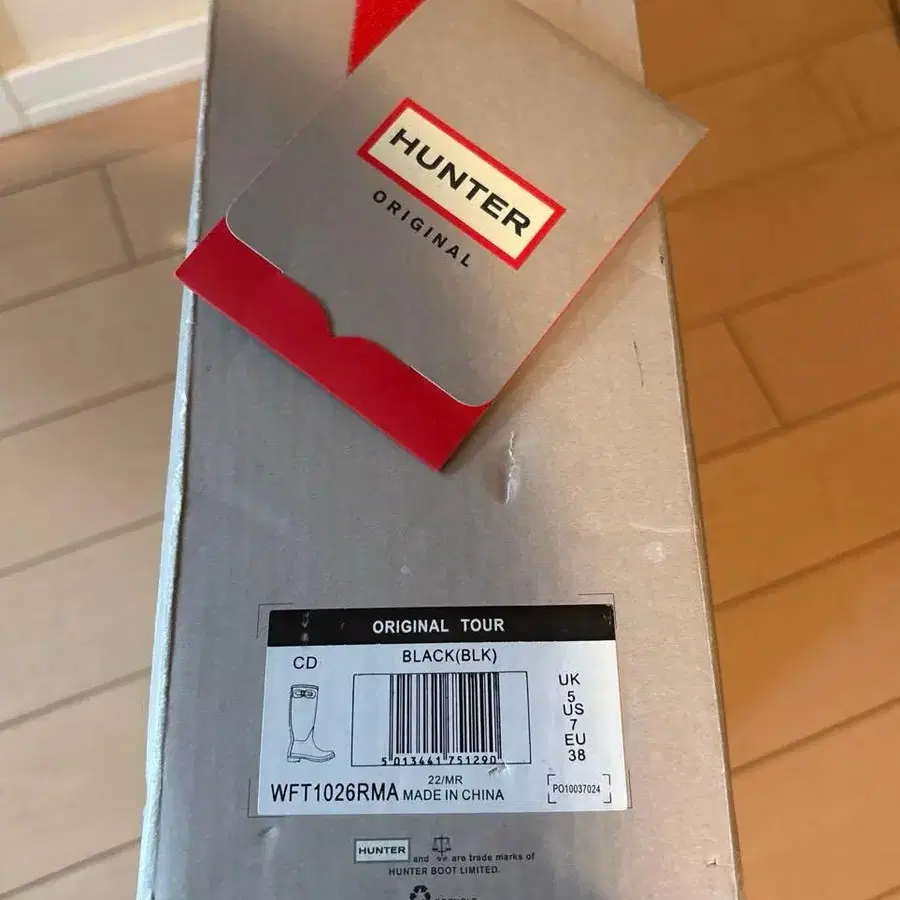 HUNTER
ORIGINAL
ORIGINAL TOUR
CD
BLACK(BLK)
UK
5
US
7
EU
38
5 013441 751290
22/MR
WFT1026RMA MADE IN CHINA
PO10037024
HUNTER and are trade marks of
HUNTER BOOT LIMITED.